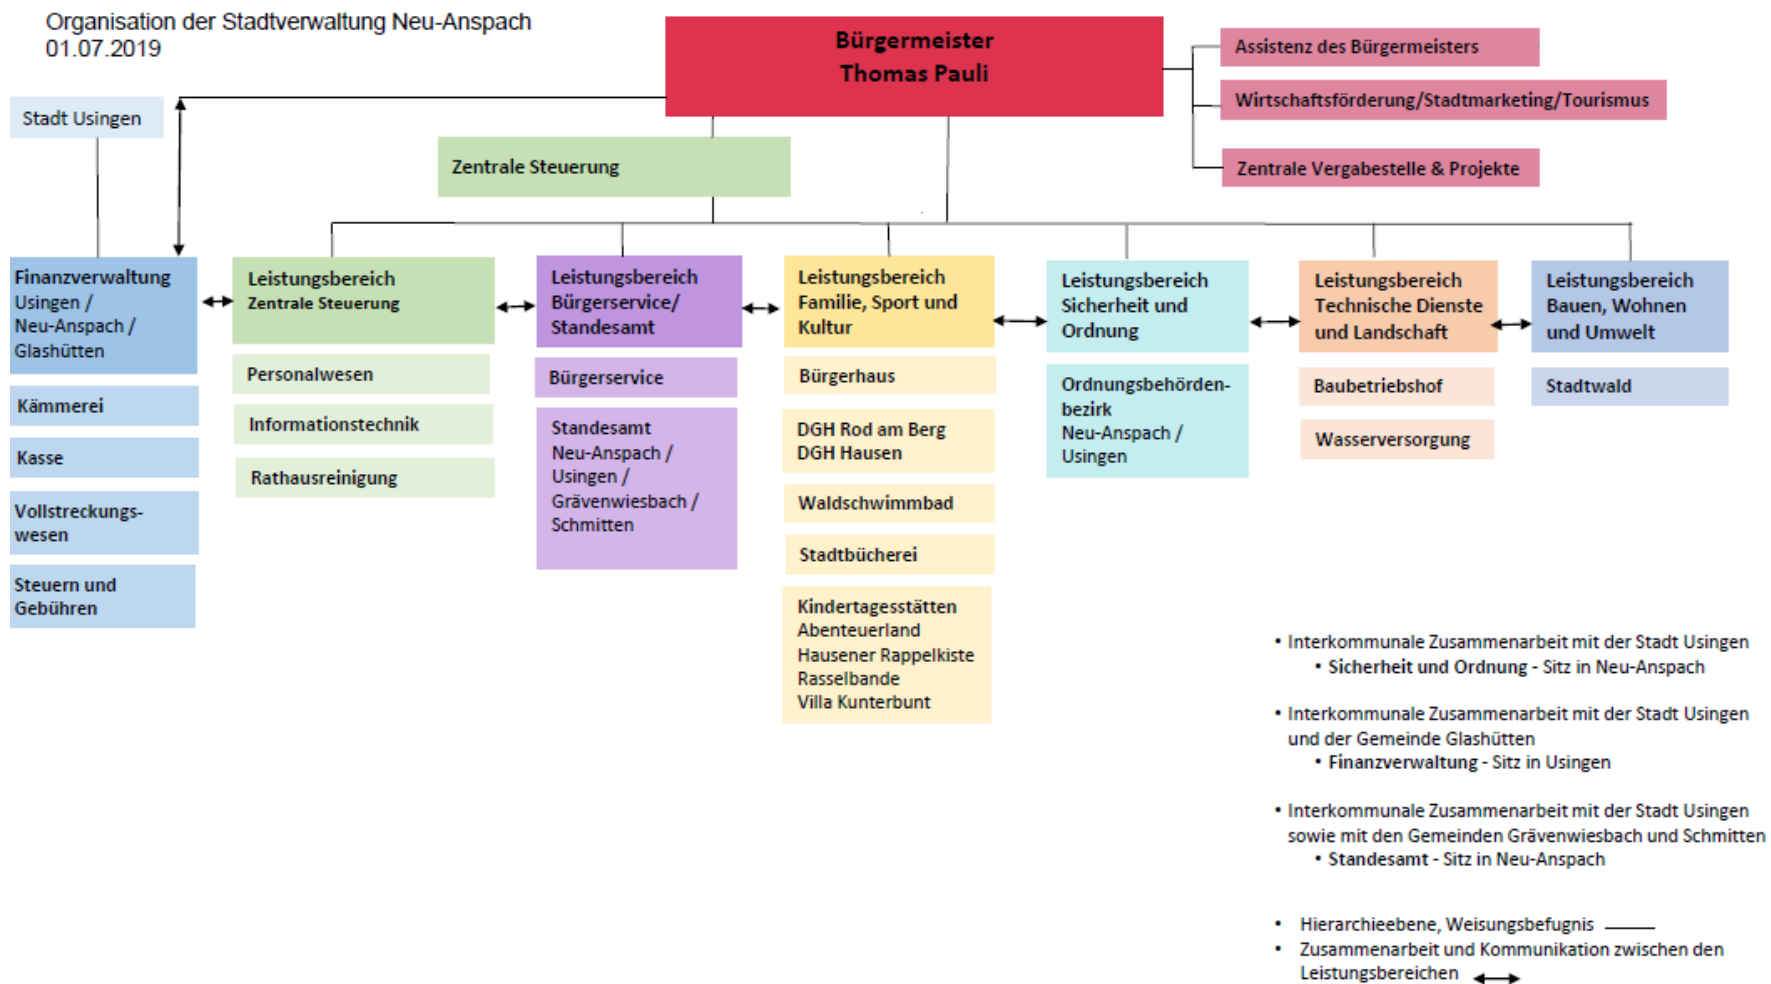 Organisation der Stadtverwaltung Neu-Anspach
01.07.2019
Bürgermeister
Thomas Pauli
Assistenz des Bürgermeisters
Wirtschaftsförderung/Stadtmarketing/Tourismus
Zentrale Vergabestelle & Projekte
Stadt Usingen
Zentrale Steuerung
Finanzverwaltung
Usingen /
Neu-Anspach /
Glashütten
Kämmerei
Kasse
Vollstreckungs-
wesen
Steuern und
Gebühren
Leistungsbereich
Zentrale Steuerung
Personalwesen
Informationstechnik
Rathausreinigung
Leistungsbereich
Bürgerservice/
Standesamt
Bürgerservice
Standesamt
Neu-Anspach /
Usingen /
Grävenwiesbach /
Schmitten
Leistungsbereich
Familie, Sport und
Kultur
Bürgerhaus
DGH Rod am Berg
DGH Hausen
Waldschwimmbad
Stadtbücherei
Kindertagesstätten
Abenteuerland
Hausener Rappelkiste
Rasselbande
Villa Kunterbunt
Leistungsbereich
Sicherheit und
Ordnung
Ordnungsbehörden-
bezirk
Neu-Anspach /
Usingen
Leistungsbereich
Technische Dienste
und Landschaft
Baubetriebshof
Wasserversorgung
Leistungsbereich
Bauen, Wohnen
und Umwelt
Stadtwald
• Interkommunale Zusammenarbeit mit der Stadt Usingen
• Sicherheit und Ordnung - Sitz in Neu-Anspach
• Interkommunale Zusammenarbeit mit der Stadt Usingen
und der Gemeinde Glashütten
• Finanzverwaltung - Sitz in Usingen
• Interkommunale Zusammenarbeit mit der Stadt Usingen
sowie mit den Gemeinden Grävenwiesbach und Schmitten
• Standesamt - Sitz in Neu-Anspach
• Hierarchieebene, Weisungsbefugnis
• Zusammenarbeit und Kommunikation zwischen den
Leistungsbereichen